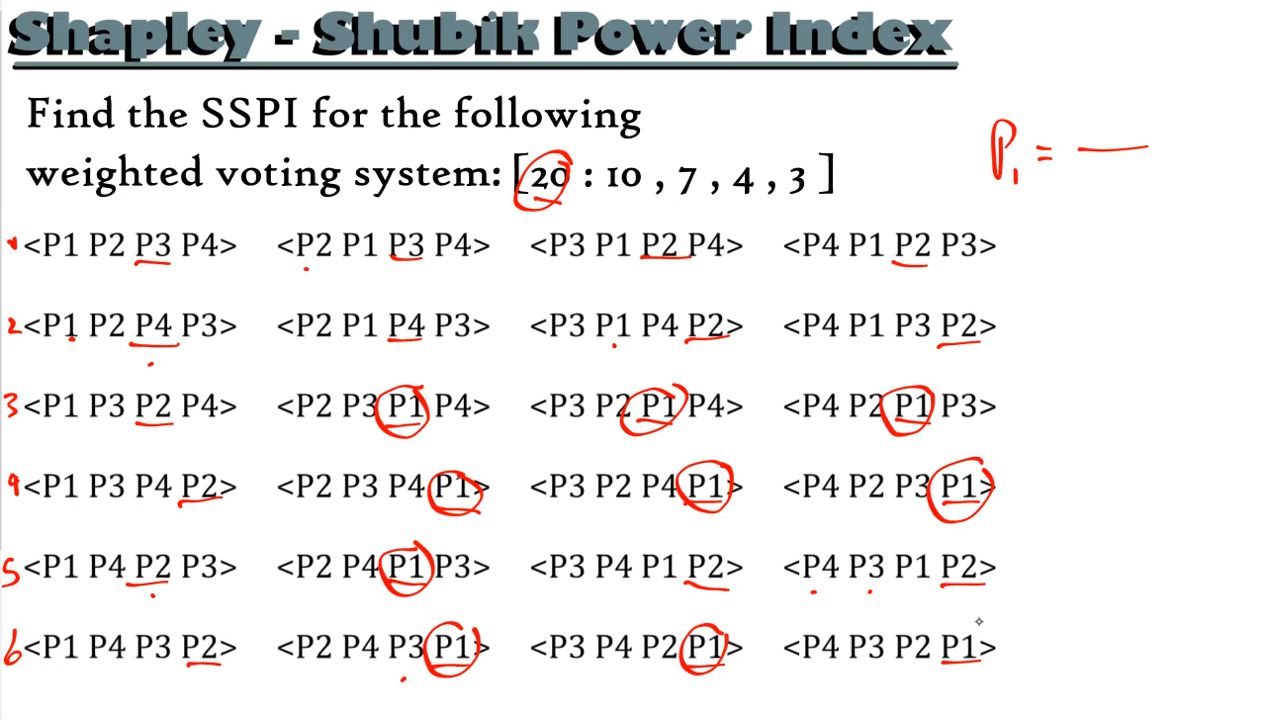 Shapley - Shubik Power Index
Find the SSPI for the following
weighted voting system: [20 : 10 , 7 , 4 , 3 ]
P1 = —
1 <P1 P2 P3 P4> <P2 P1 P3 P4> <P3 P1 P2 P4> <P4 P1 P2 P3>
2 <P1 P2 P4 P3> <P2 P1 P4 P3> <P3 P1 P4 P2> <P4 P1 P3 P2>
3 <P1 P3 P2 P4> <P2 P3 P1 P4> <P3 P2 P1 P4> <P4 P2 P1 P3>
4 <P1 P3 P4 P2> <P2 P3 P4 P1> <P3 P2 P4 P1> <P4 P2 P3 P1>
5 <P1 P4 P2 P3> <P2 P4 P1 P3> <P3 P4 P1 P2> <P4 P3 P1 P2>
6 <P1 P4 P3 P2> <P2 P4 P3 P1> <P3 P4 P2 P1> <P4 P3 P2 P1>